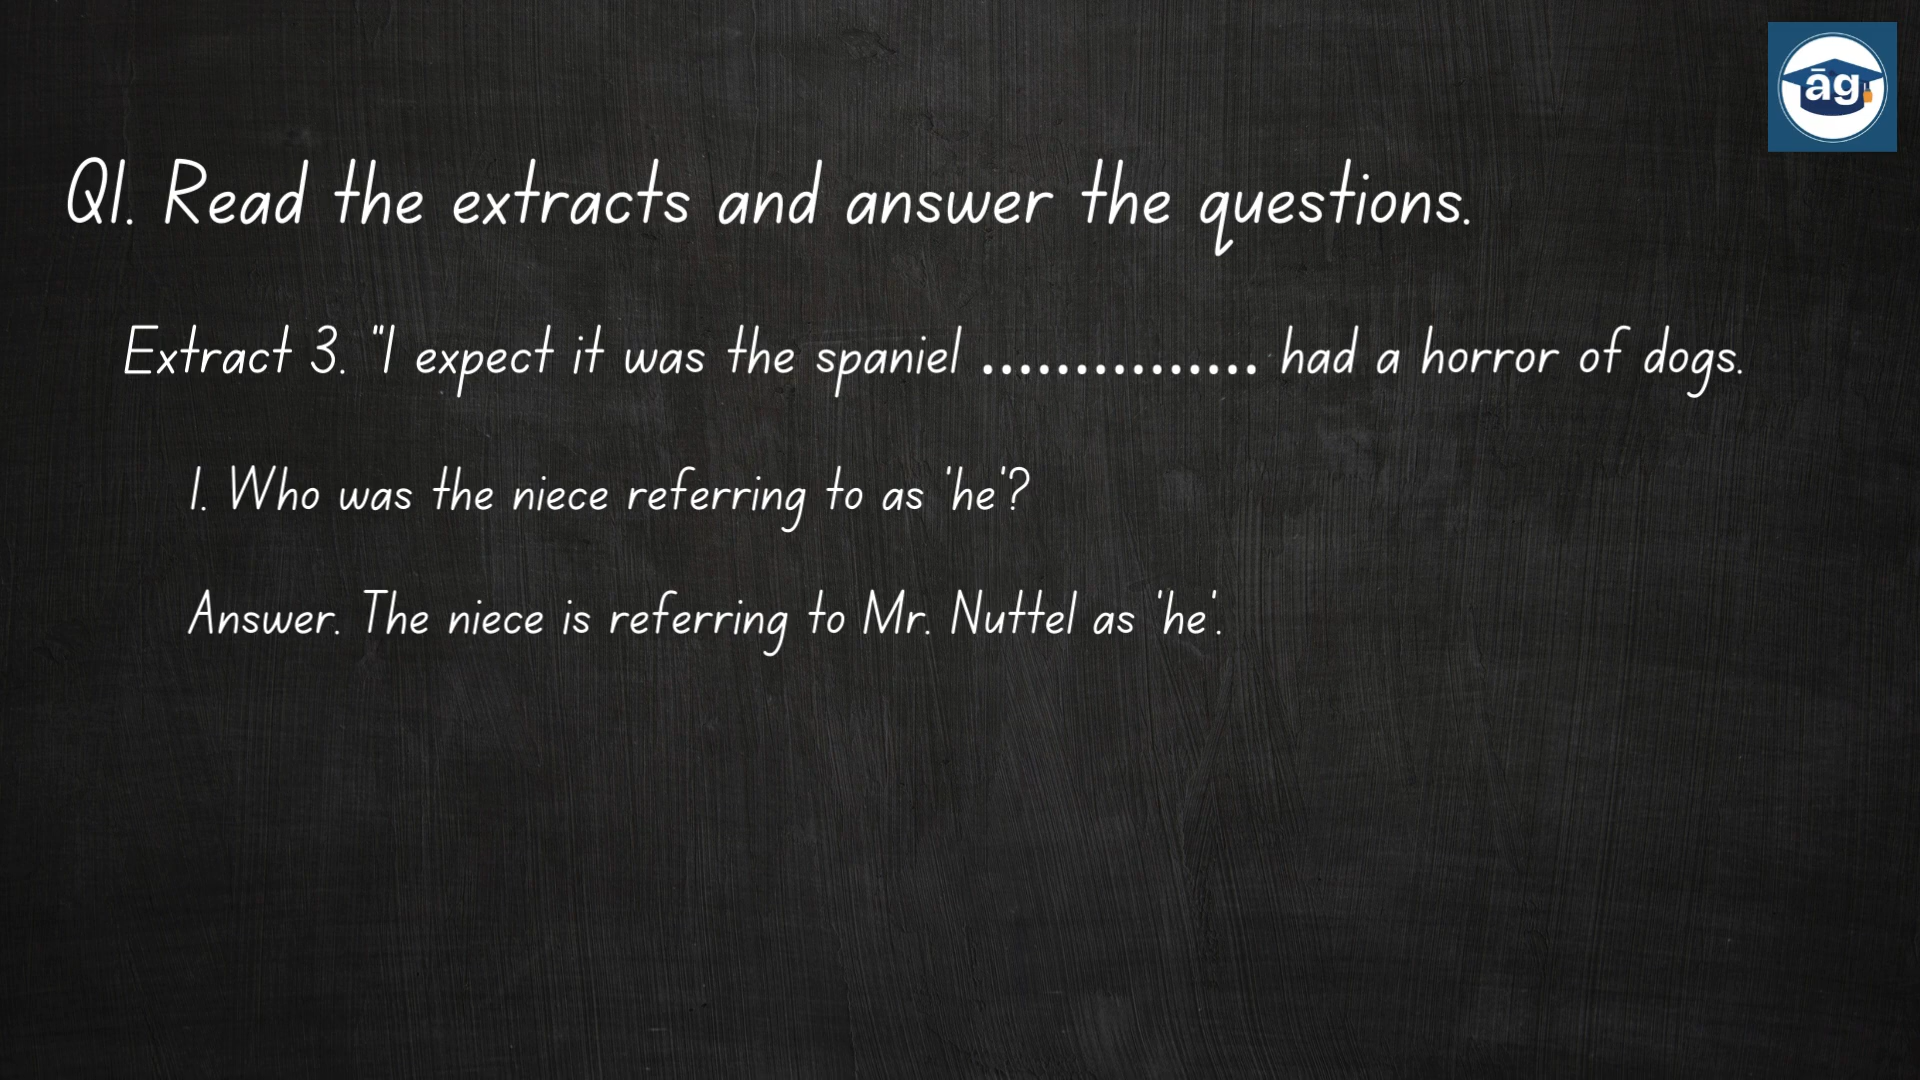 āg
Q1. Read the extracts and answer the questions.
Extract 3. "I expect it was the spaniel ............... had a horror of dogs.
1. Who was the niece referring to as 'he'?
Answer. The niece is referring to Mr. Nuttel as 'he'.